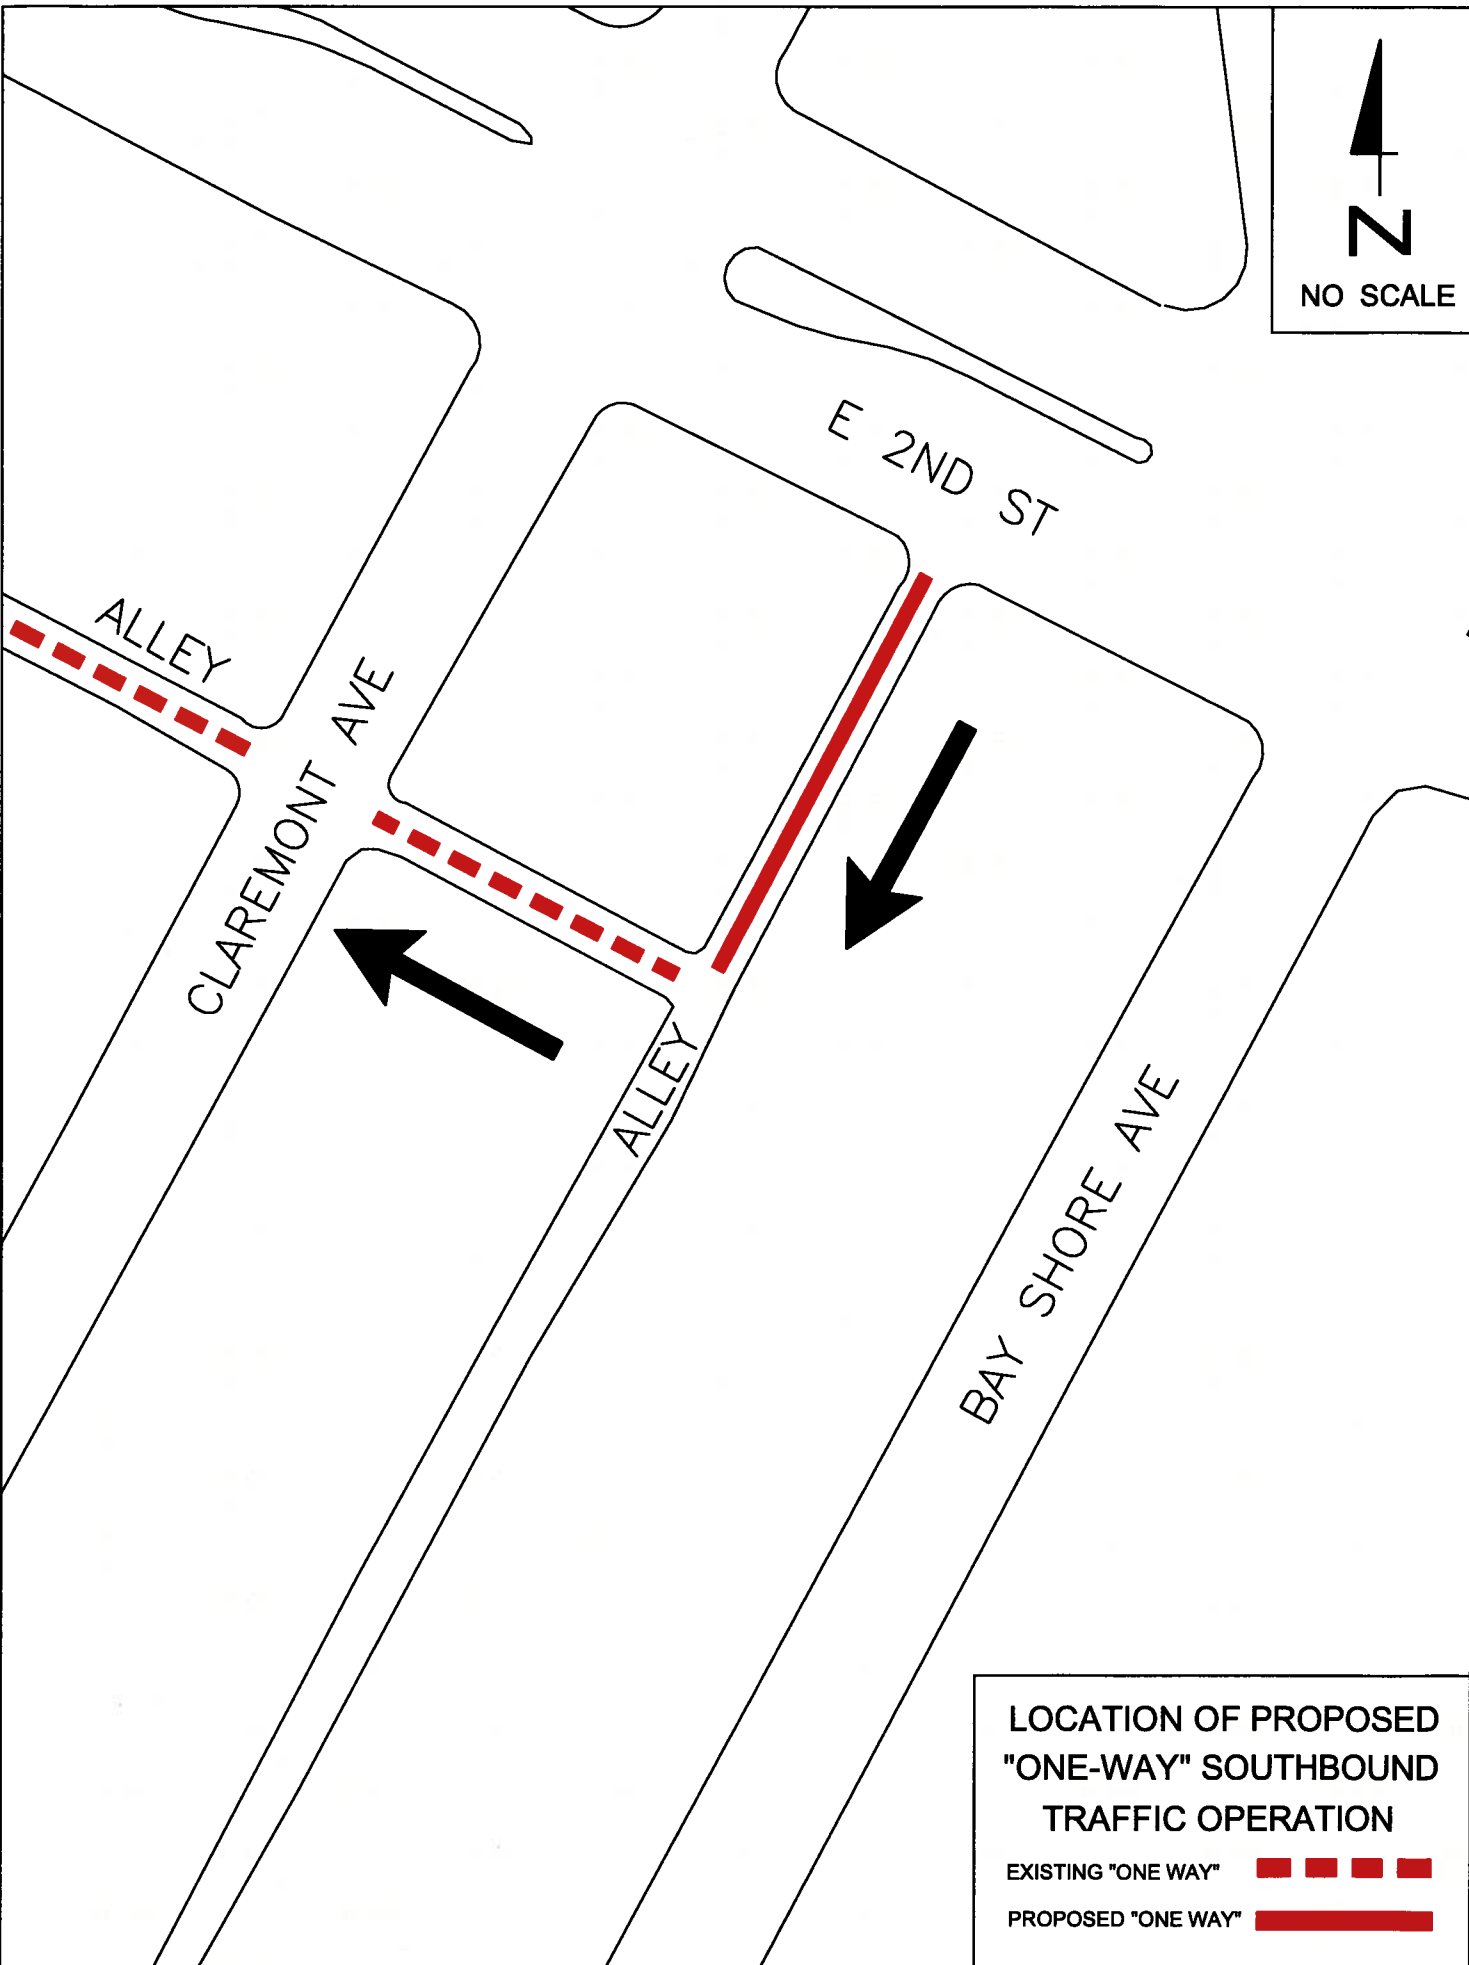 N
NO SCALE
E 2ND ST
ALLEY
CLAREMONT AVE
ALLEY
BAY SHORE AVE
LOCATION OF PROPOSED
"ONE-WAY" SOUTHBOUND
TRAFFIC OPERATION
EXISTING "ONE WAY"
PROPOSED "ONE WAY"